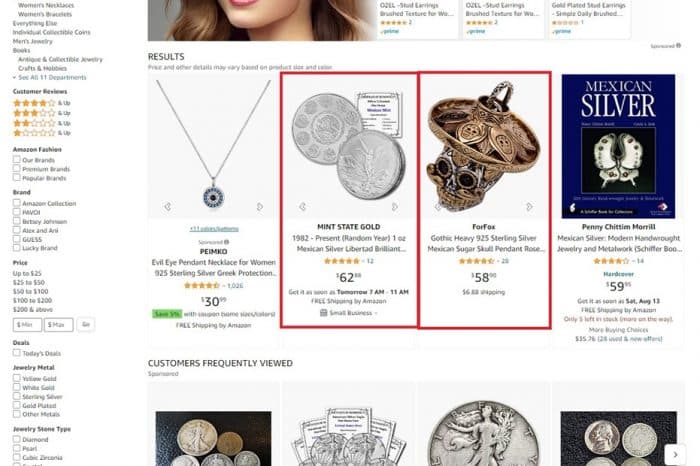 Women's Necklaces
Women's Bracelets
Everything Else
Individual Collectible Coins
Men's Jewelry
Books
Antique & Collectible Jewelry
Crafts & Hobbies
See All 11 Departments
Customer Reviews
& Up
& Up
& Up
& Up
Amazon Fashion
Our Brands
Premium Brands
Popular Brands
Brand
Amazon Collection
PAVOI
Betsey Johnson
Alex and Ani
GUESS
Lucky Brand
Price
Up to $25
$25 to $50
$50 to $100
$100 to $200
$200 & above
$ Min
$ Max
Go
Deals
Today's Deals
Jewelry Metal
Yellow Gold
White Gold
Sterling Silver
Gold Plated
Other Metals
Jewelry Stone Type
Diamond
Pearl
Cubic Zirconia
OZEL -Stud Earrings
Brushed Texture for Wo...
2
prime
OZEL -Stud Earrings
Brushed Texture for Wo...
2
prime
Gold Plated Stud Earrings
- Simple Daily Brushed...
1
prime
Sponsored
RESULTS
Price and other details may vary based on product size and color.
+11 colors/patterns
Sponsored
PEIMKO
Evil Eye Pendant Necklace for Women
925 Sterling Silver Greek Protection...
1,026
$30
Save 5% with coupon (some sizes/colors)
FREE Shipping by Amazon
Mexican Mint
MINT STATE GOLD
1982 - Present (Random Year) 1 oz
Mexican Silver Libertad Brilliant...
12
$62
Get it as soon as Tomorrow 7 AM - 11 AM
FREE Shipping by Amazon
Small Business
ForFox
Gothic Heavy 925 Sterling Silver
Mexican Sugar Skull Pendant Rose...
28
$58
$6.88 shipping
MEXICAN
SILVER
Penny Chittim Morrill
Mexican Silver: Modern Handwrought
Jewelry and Metalwork (Schiffer Boo...
14
Hardcover
$59
Get it as soon as Sat, Aug 13
FREE Shipping by Amazon
Only 5 left in stock (more on the way).
More Buying Choices
$35.76 (28 used & new offers)
CUSTOMERS FREQUENTLY VIEWED
Sponsored